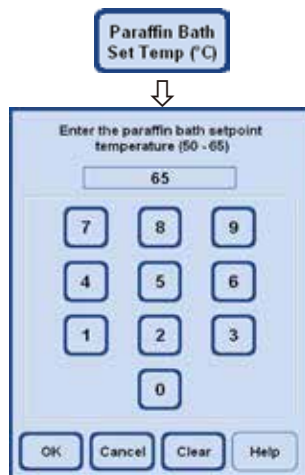 Paraffin Bath
Set Temp (°C)
Enter the paraffin bath setpoint
temperature (50 - 65)
65
7 8 9
4 5 6
1 2 3
0
OK Cancel Clear Help